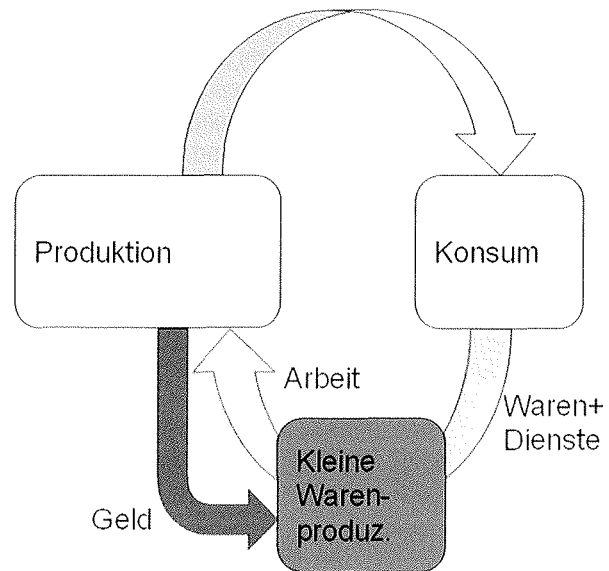 Produktion
Konsum
Arbeit
Waren+
Dienste
Kleine
Waren-
produz.
Geld